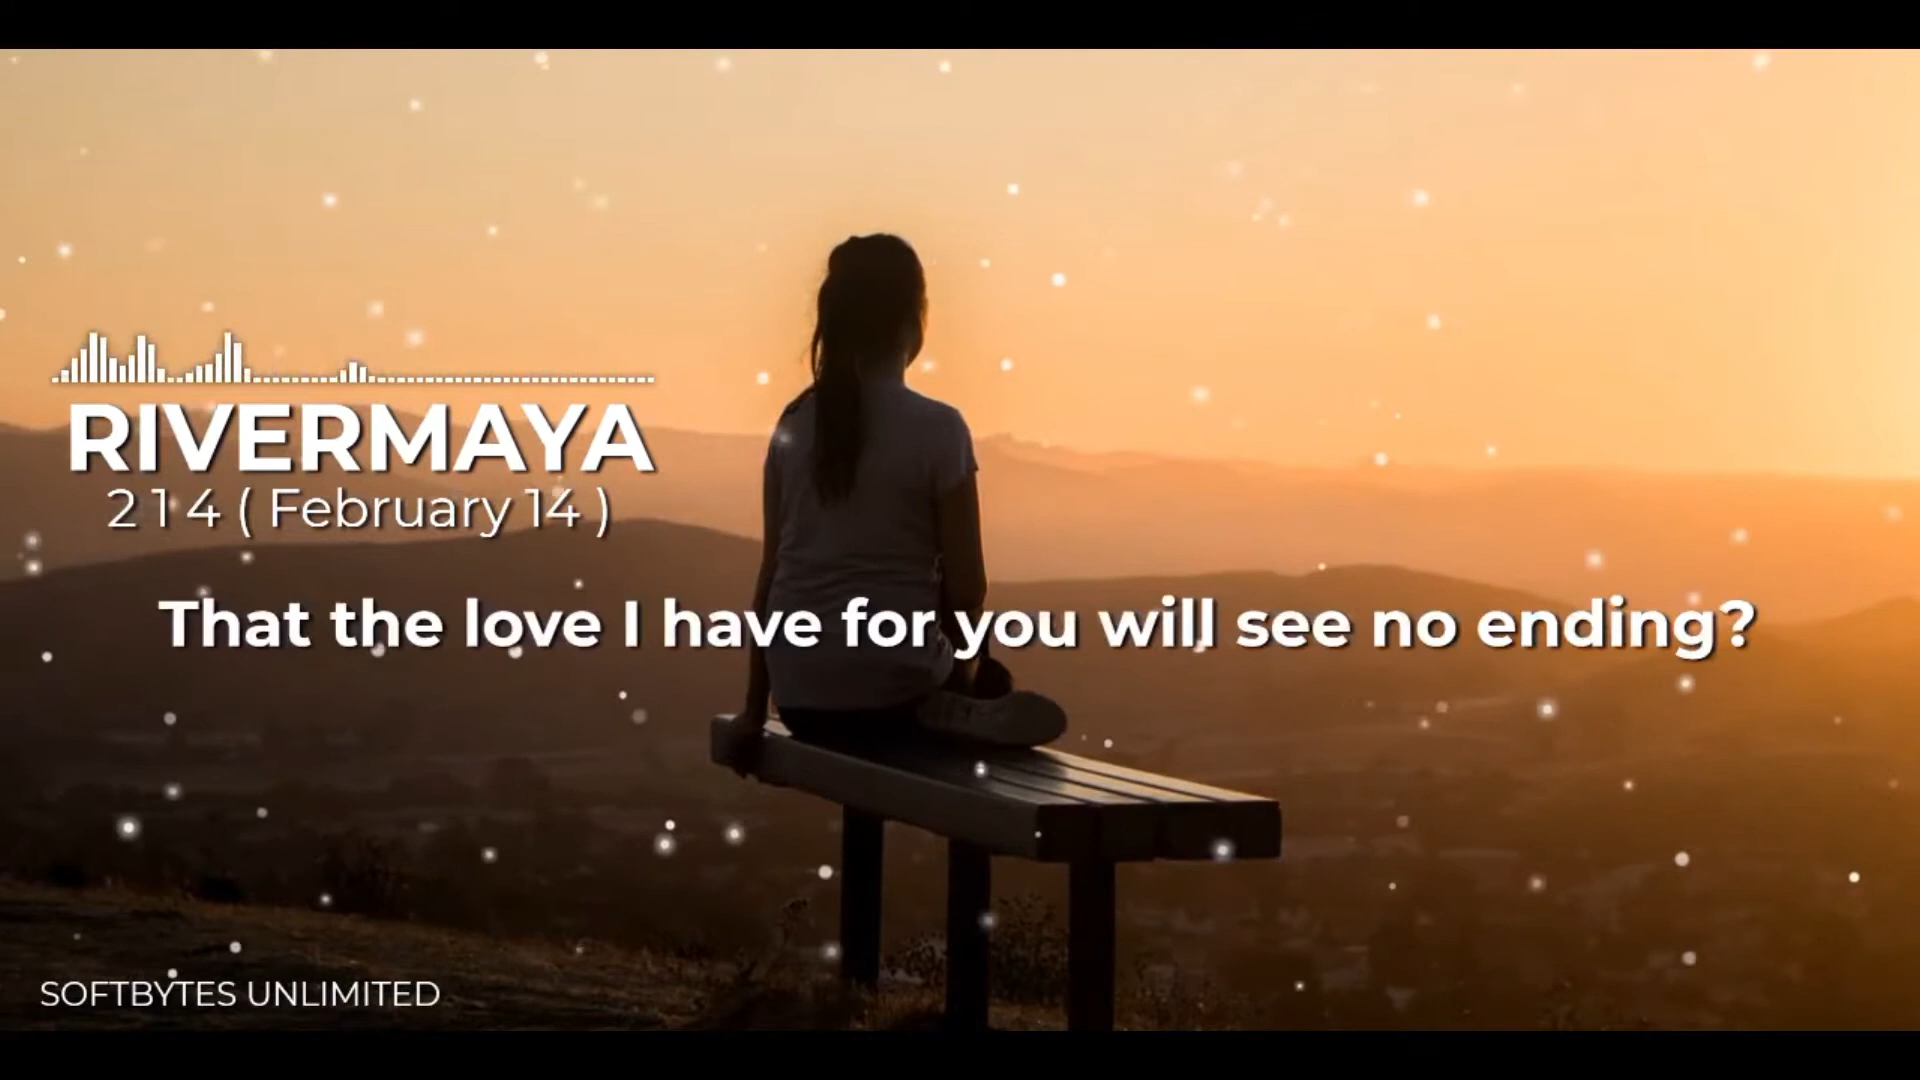 RIVERMAYA
2 1 4 ( February 14 )
That the love I have for you will see no ending?
SOFTBYTES UNLIMITED